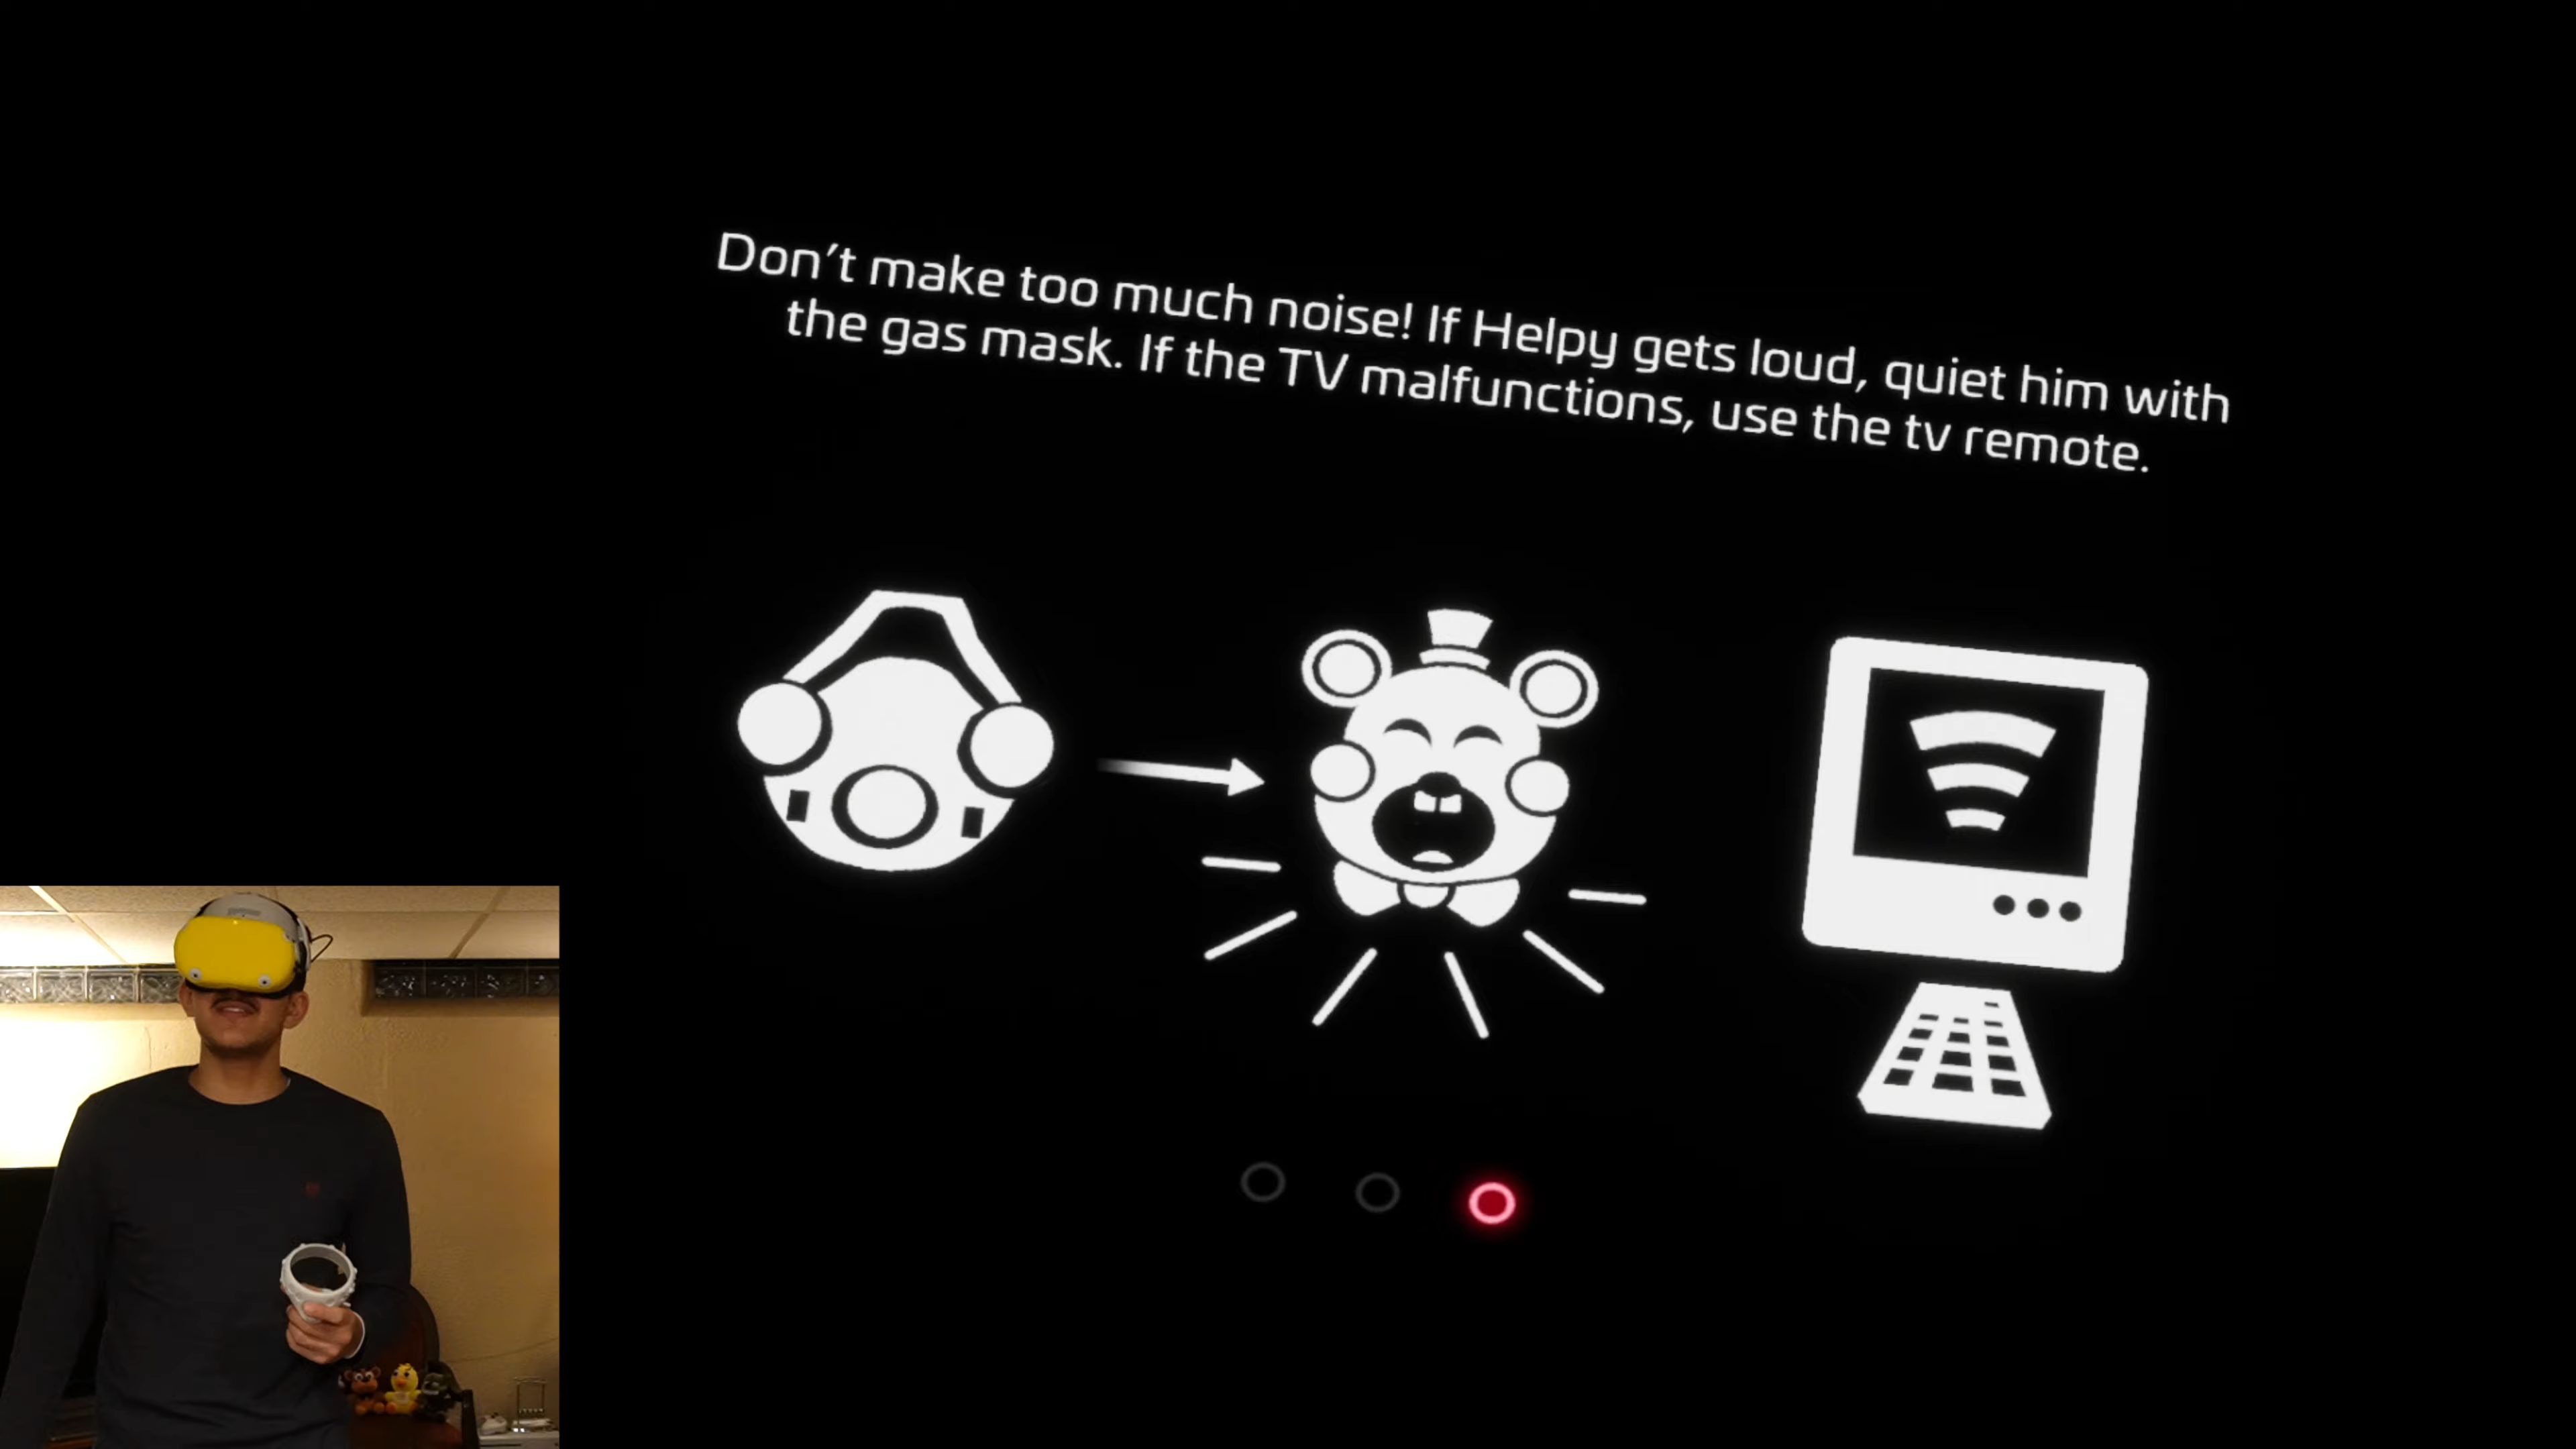 Don't make too much noise! If Helpy gets loud, quiet him with
the gas mask. If the TV malfunctions, use the tv remote.